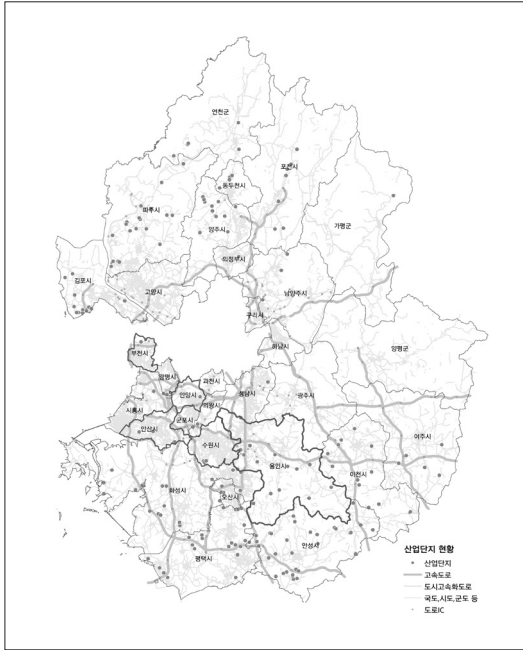 연천군
포천시
동두천시
파주시
양주시
가평군
의정부시
김포시
고양시
남양주시
구리시
하남시
양평군
부천시
광명시
과천시
안양시
성남시
의왕시
광주시
시흥시
군포시
안산시
수원시
여주시
용인시
이천시
화성시
오산시
안성시
평택시
산업단지 현황
산업단지
고속도로
도시고속화도로
국도,시도,군도 등
도로IC